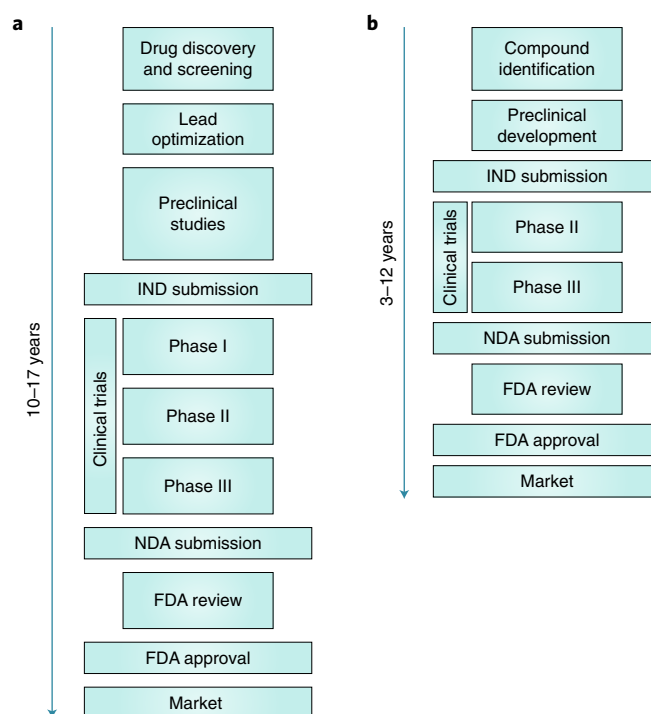 a
10–17 years
Drug discovery
and screening
Lead
optimization
Preclinical
studies
IND submission
Clinical trials
Phase I
Phase II
Phase III
NDA submission
FDA review
FDA approval
Market
b
3–12 years
Compound
identification
Preclinical
development
IND submission
Clinical trials
Phase II
Phase III
NDA submission
FDA review
FDA approval
Market